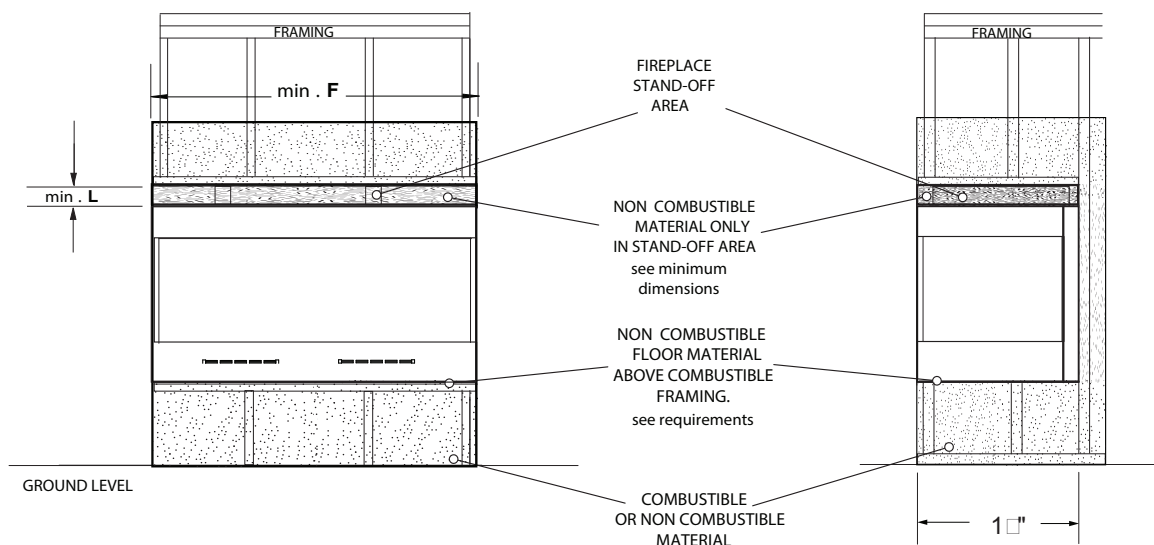 FRAMING
FRAMING
min . F
FIREPLACE
STAND-OFF
AREA
min . L
NON COMBUSTIBLE
MATERIAL ONLY
IN STAND-OFF AREA
see minimum
dimensions
NON COMBUSTIBLE
FLOOR MATERIAL
ABOVE COMBUSTIBLE
FRAMING.
see requirements
GROUND LEVEL
COMBUSTIBLE
OR NON COMBUSTIBLE
MATERIAL